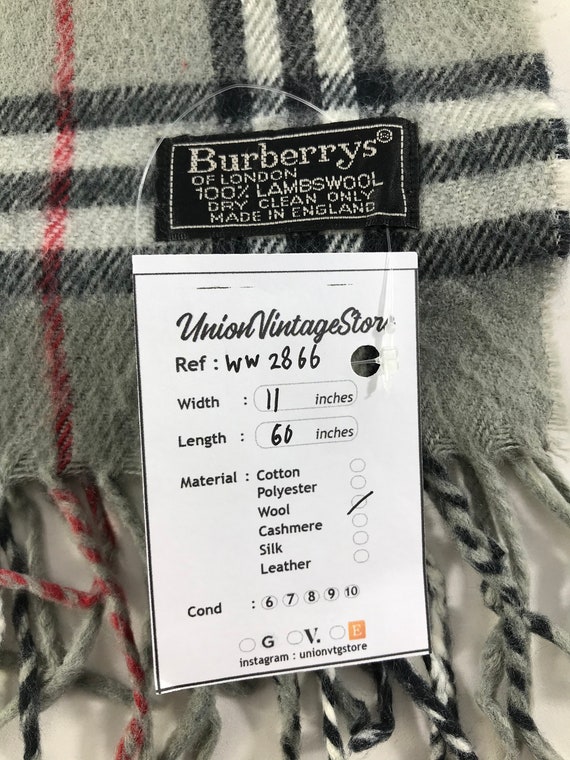 Burberrys®
OF LONDON
100% LAMBSWOOL
DRY CLEAN ONLY
MADE IN ENGLAND
UnionVintageStore
Ref : WW 2866
Width : 11 inches
Length : 60 inches
Material : Cotton
Polyester
Wool
Cashmere
Silk
Leather
Cond : 6 7 8 9 10
G V. E
instagram : unionvtgstore